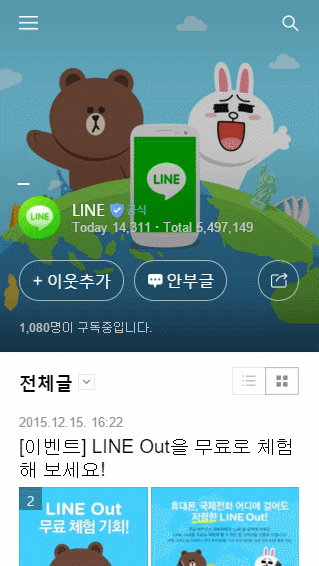 LINE
LINE 공식
LINE
Today 14,311 · Total 5,497,149
+ 이웃추가
안부글
1,080명이 구독중입니다.
전체글
2015.12.15. 16:22
[이벤트] LINE Out을 무료로 체험
해 보세요!
2
LINE Out
무료 체험 기회!
휴대폰, 국제전화 어디에 걸어도
저렴한 LINE Out!